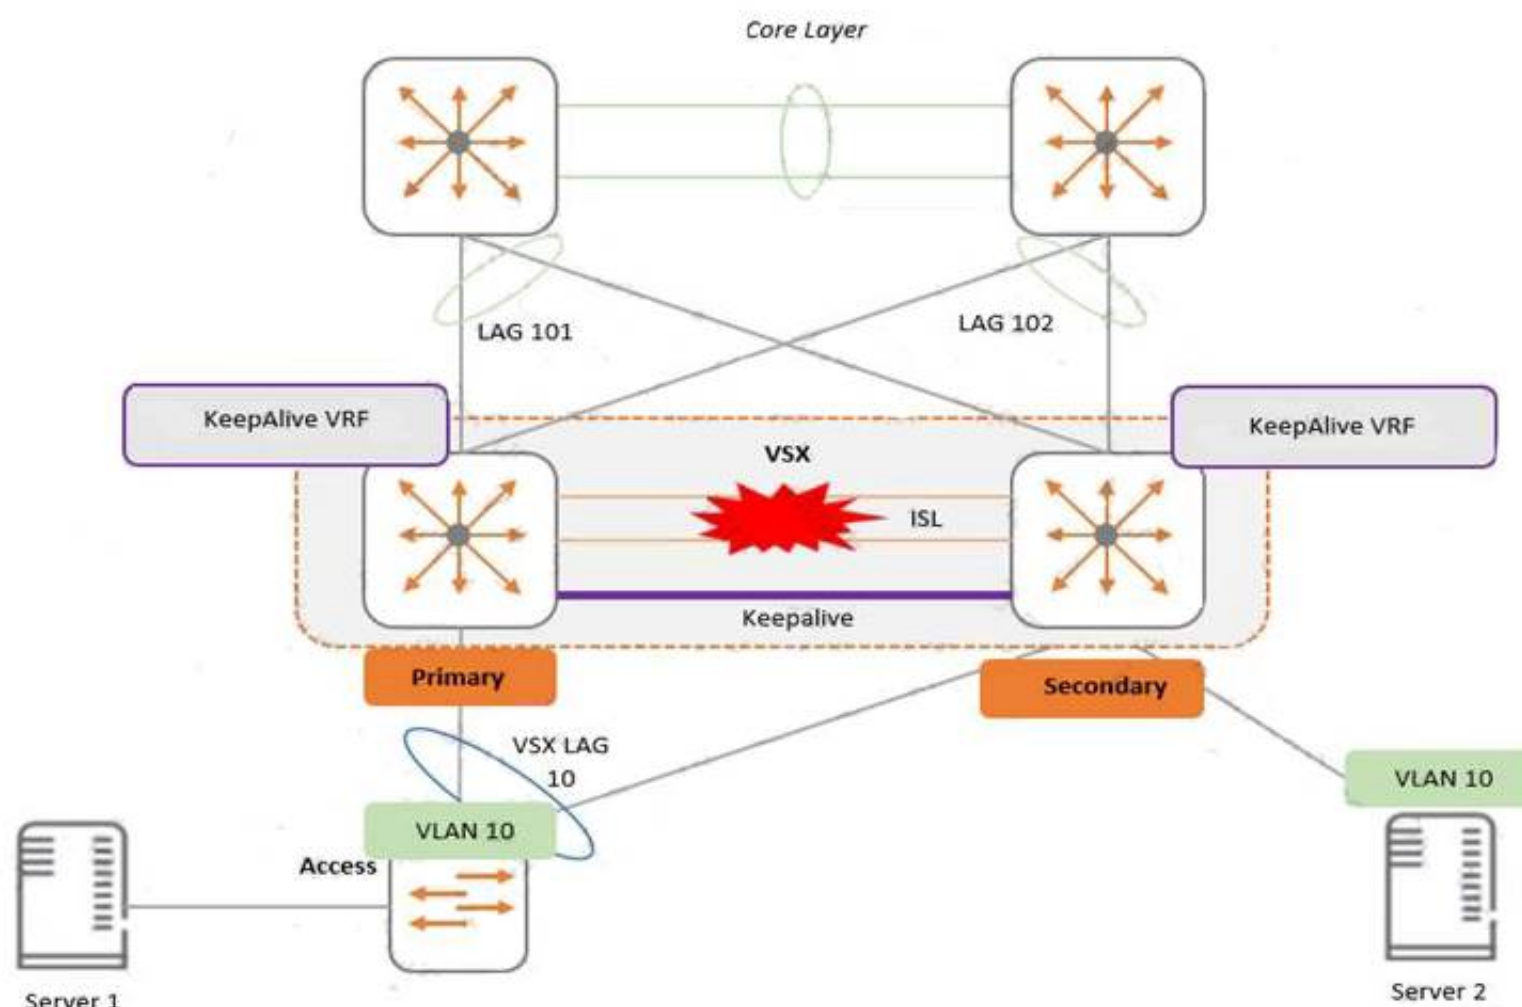 Core Layer
LAG 101
LAG 102
KeepAlive VRF
KeepAlive VRF
VSX
ISL
Keepalive
Primary
Secondary
VSX LAG
10
VLAN 10
VLAN 10
Access
Server 1
Server 2